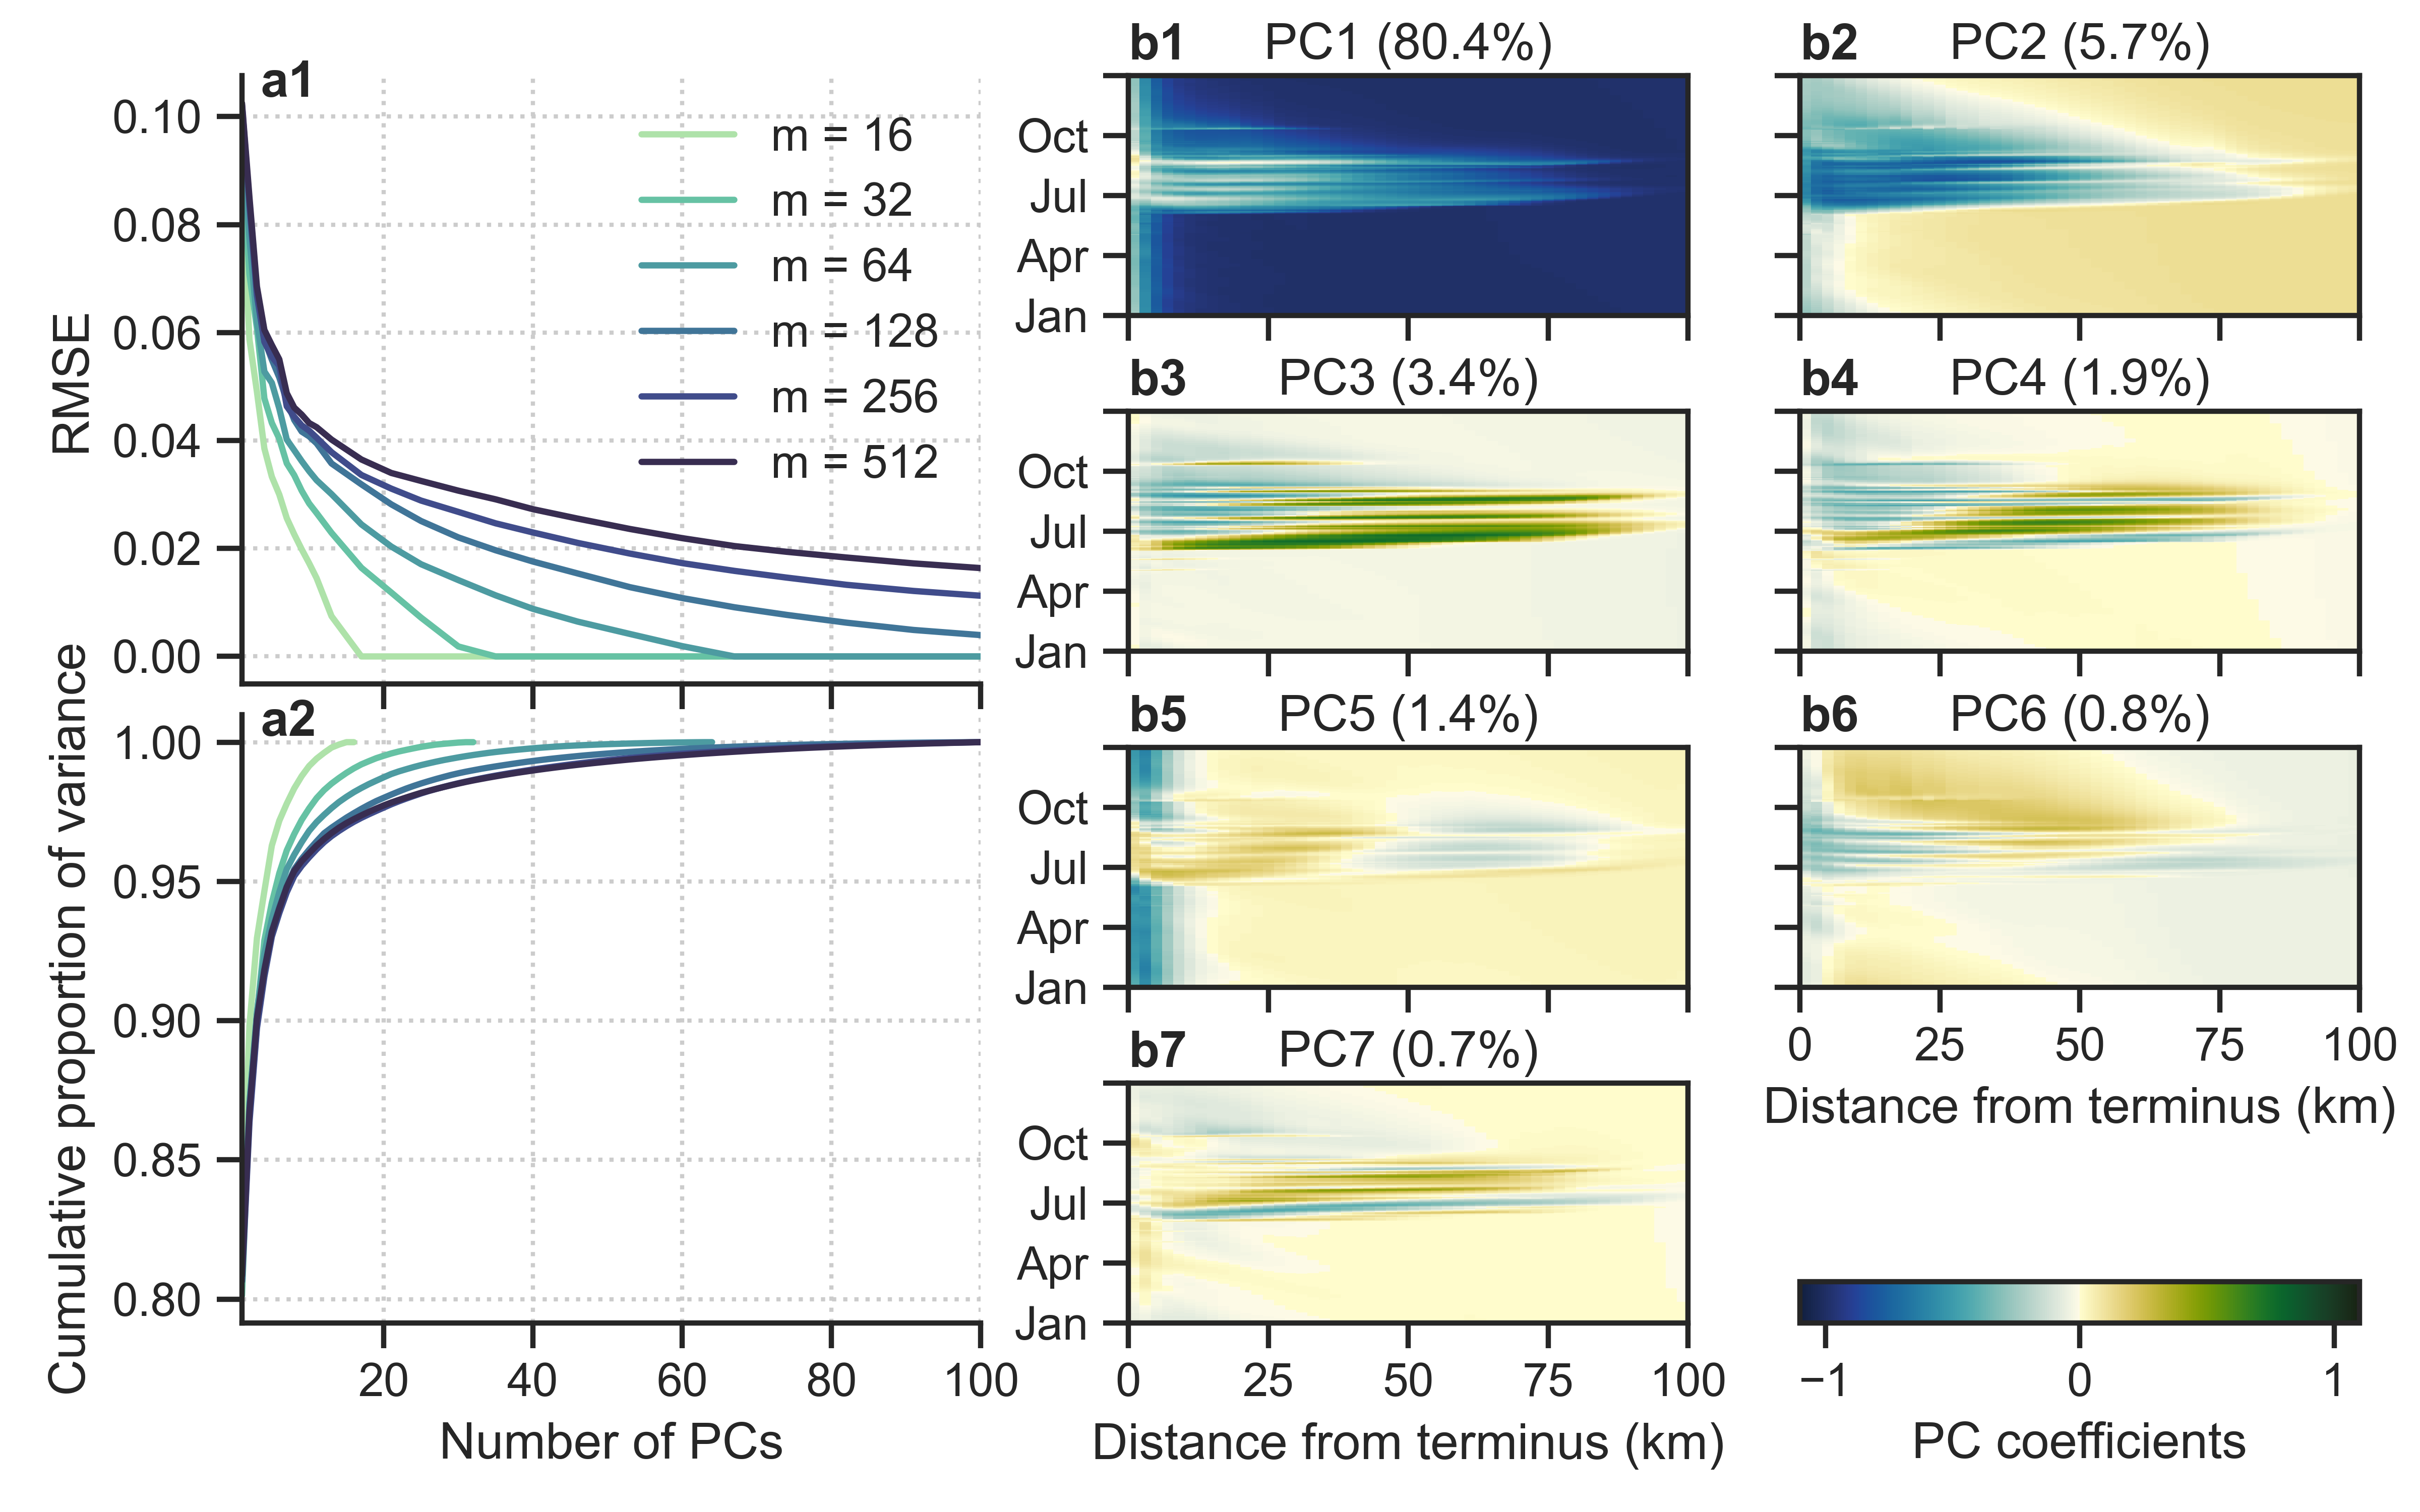 a1
0.10
0.08
0.06
0.04
0.02
0.00
RMSE
m = 16
m = 32
m = 64
m = 128
m = 256
m = 512
a2
1.00
0.95
0.90
0.85
0.80
Cumulative proportion of variance
20
40
60
80
100
Number of PCs
b1 PC1 (80.4%)
Oct
Jul
Apr
Jan
b2 PC2 (5.7%)
b3 PC3 (3.4%)
Oct
Jul
Apr
Jan
b4 PC4 (1.9%)
b5 PC5 (1.4%)
Oct
Jul
Apr
Jan
b6 PC6 (0.8%)
0
25
50
75
100
Distance from terminus (km)
b7 PC7 (0.7%)
Oct
Jul
Apr
Jan
0
25
50
75
100
Distance from terminus (km)
−1
0
1
PC coefficients